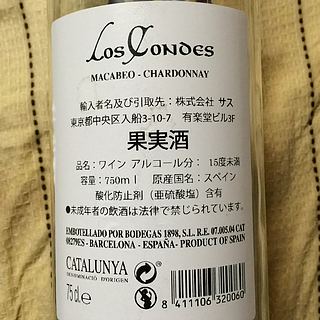 Los Condes
MACABEO - CHARDONNAY
輸入者名及び引取先：株式会社 サス
東京都中央区入船3-10-7 有楽堂ビル3F
果実酒
品名：ワイン アルコール分： 15度未満
容量：750ml 原産国名：スペイン
酸化防止剤（亜硫酸塩）含有
●未成年者の飲酒は法律で禁じられています。
EMBOTELLADO POR BODEGAS 1898, S.L. R.E. 07.005.04 CAT
08279ES - BARCELONA - ESPAÑA - PRODUCT OF SPAIN
CATALUNYA
DENOMINACIÓ D'ORIGEN
75 cl.e
8 411106 320060